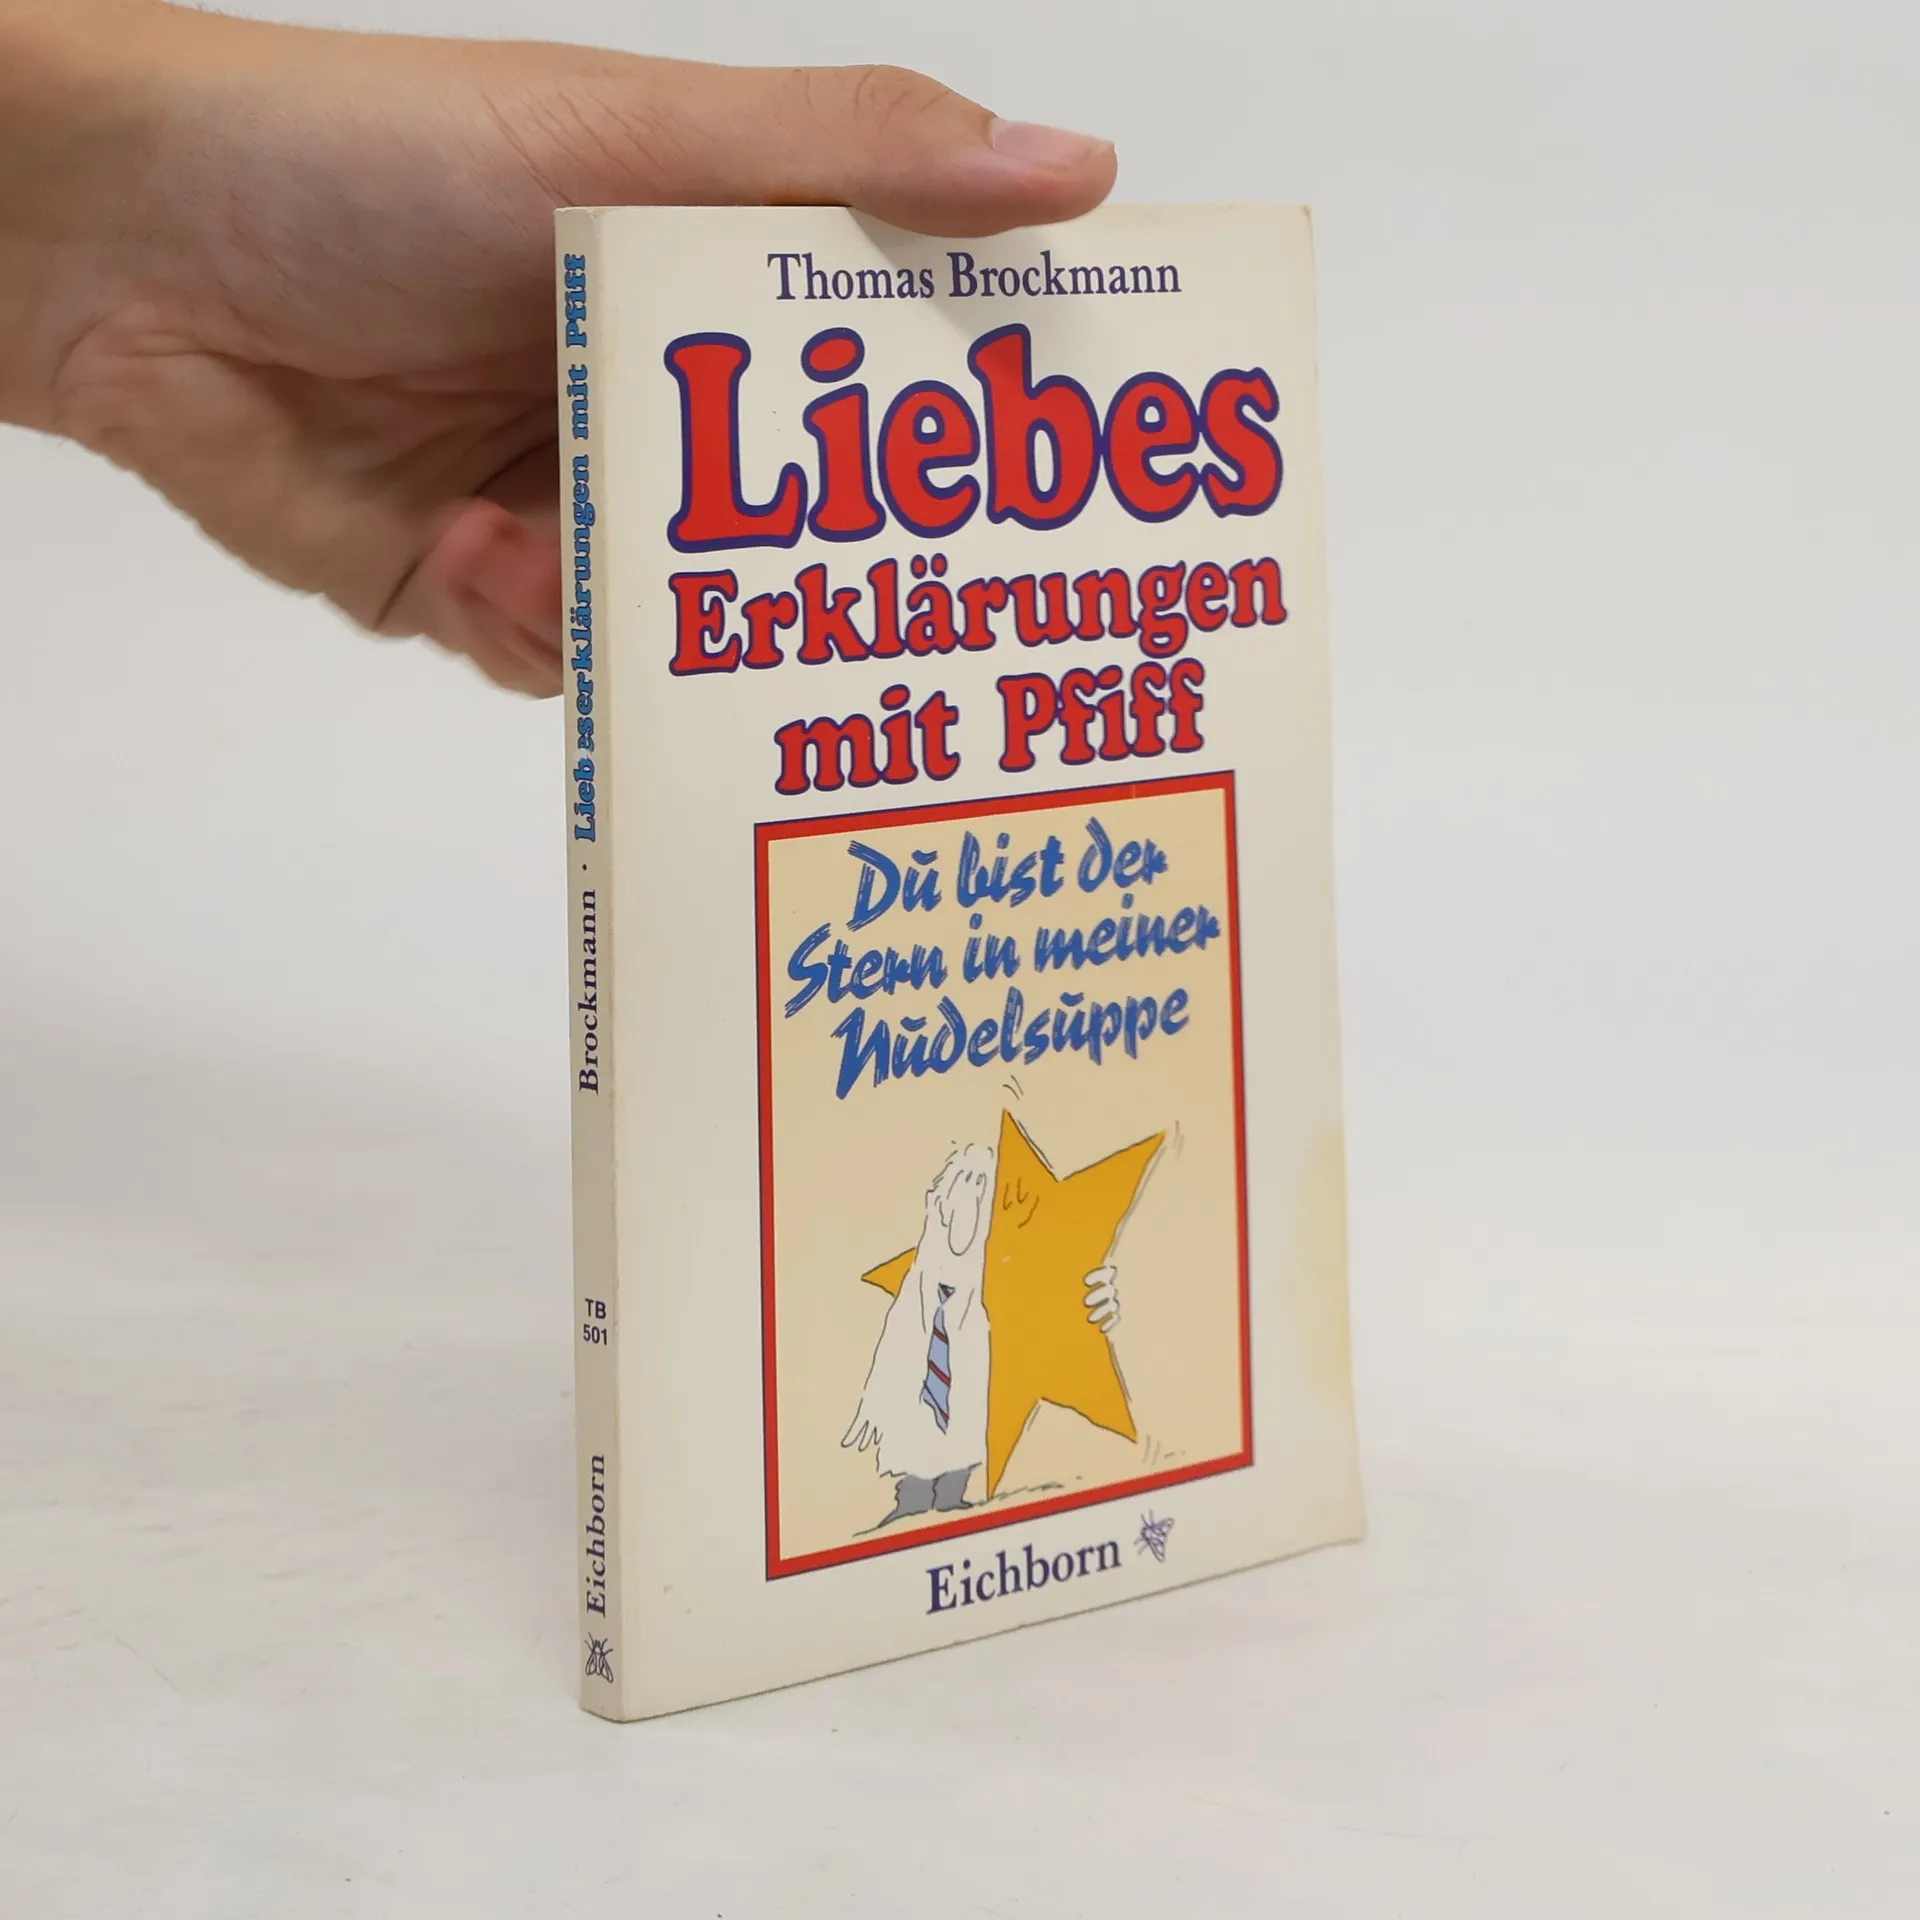 Thomas Brockmann
Liebes
Erklärungen
mit Pfiff
Du bist der
Stern in meiner
Nudelsuppe
Eichborn
Brockmann · Liebeserklärungen mit Pfiff
TB
501
Eichborn